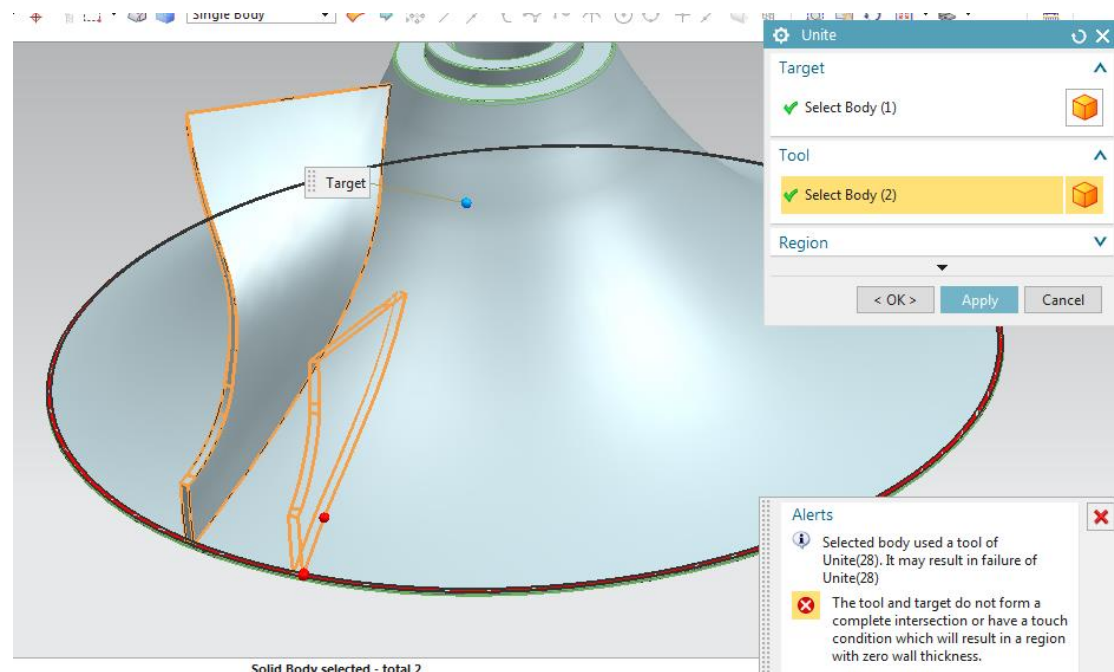 Single Body
Unite
Target
Select Body (1)
Tool
Select Body (2)
Region
< OK >
Apply
Cancel
Target
Alerts
Selected body used a tool of
Unite(28). It may result in failure of
Unite(28)
The tool and target do not form a
complete intersection or have a touch
condition which will result in a region
with zero wall thickness.
Solid Body selected - total 2